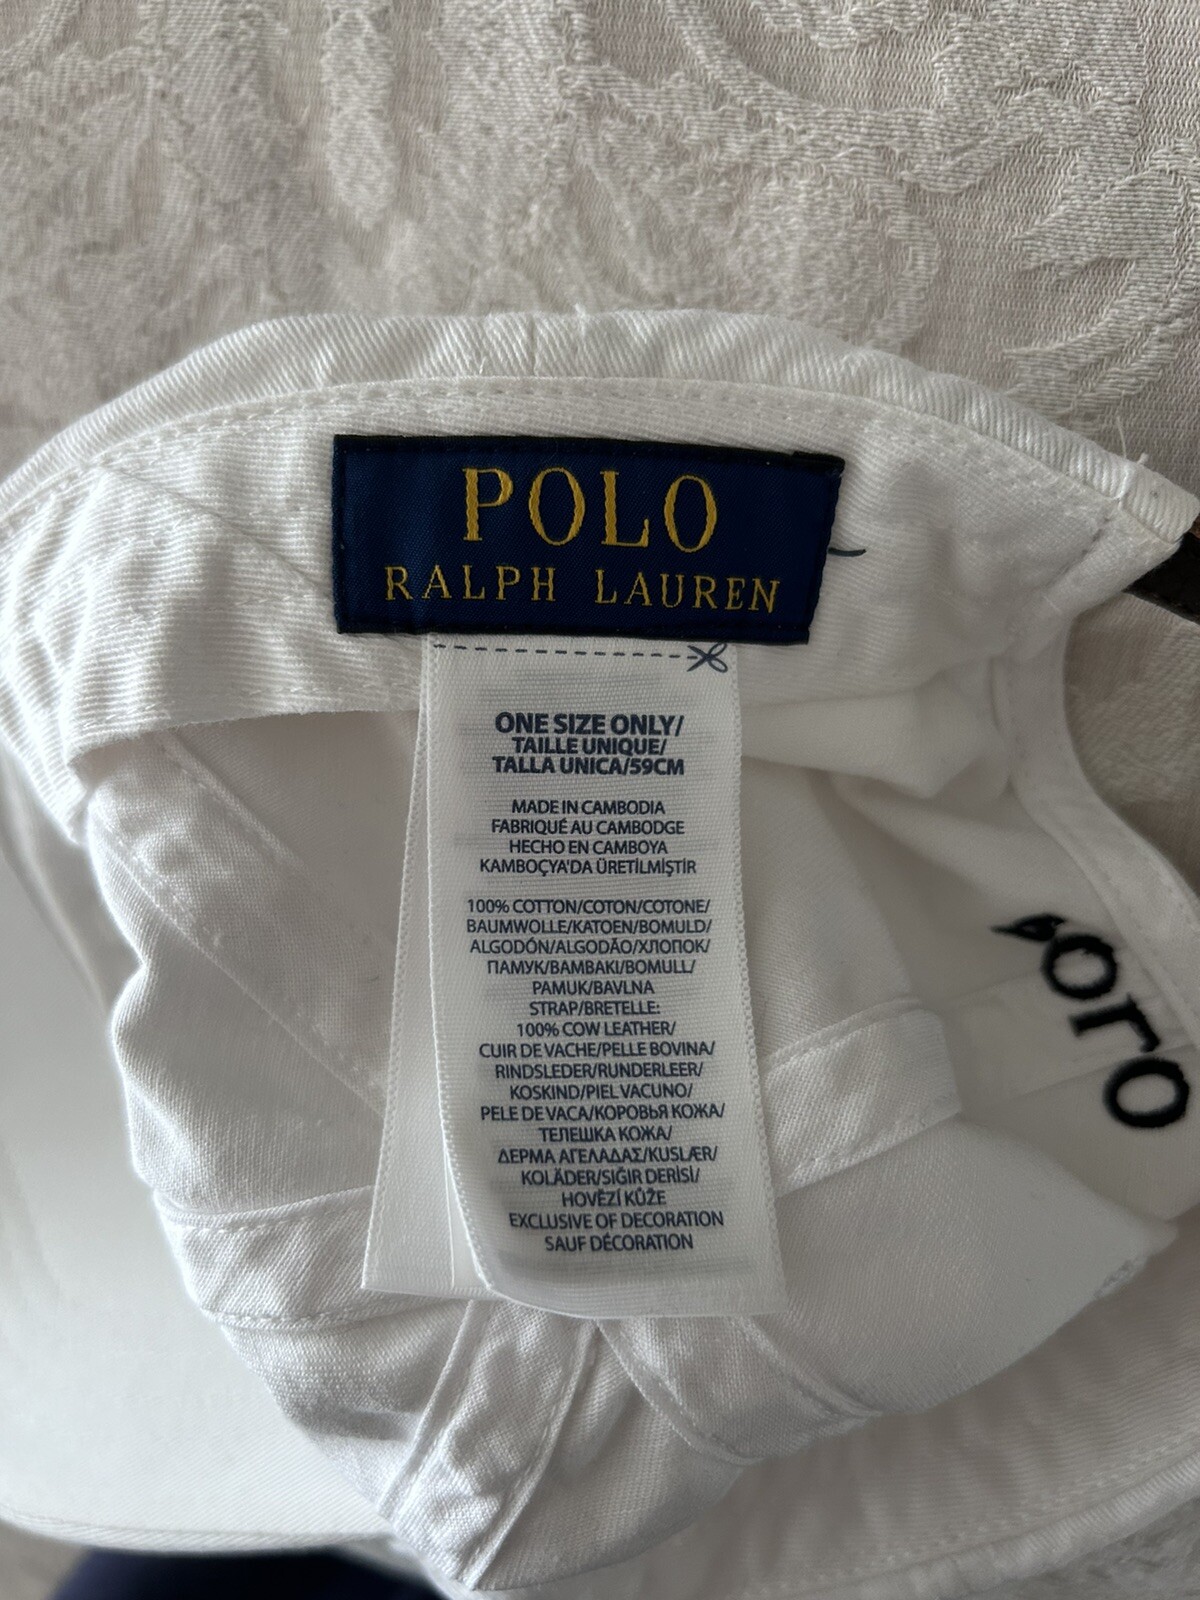 POLO
RALPH LAUREN
ONE SIZE ONLY/
TAILLE UNIQUE/
TALLA UNICA/59CM
MADE IN CAMBODIA
FABRIQUÉ AU CAMBODGE
HECHO EN CAMBOYA
KAMBOÇYA'DA ÜRETİLMİŞTİR
100% COTTON/COTON/COTONE/
BAUMWOLLE/KATOEN/BOMULD/
ALGODÓN/ALGODÃO/ХЛОПОК/
ПАМУК/ΒΑΜΒΑΚΙ/BOMULL/
PAMUK/BAVLNA
STRAP/BRETELLE:
100% COW LEATHER/
CUIR DE VACHE/PELLE BOVINA/
RINDSLEDER/RUNDERLEER/
KOSKIND/PIEL VACUNO/
PELE DE VACA/КОРОВЬЯ КОЖА/
ТЕЛЕШКА КОЖА/
ΔΕΡΜΑ ΑΓΕΛΑΔΑΣ/KUSLÆR/
KOLÄDER/SIĞIR DERİSİ/
HOVĚZÍ KŮŽE
EXCLUSIVE OF DECORATION
SAUF DÉCORATION
POLO